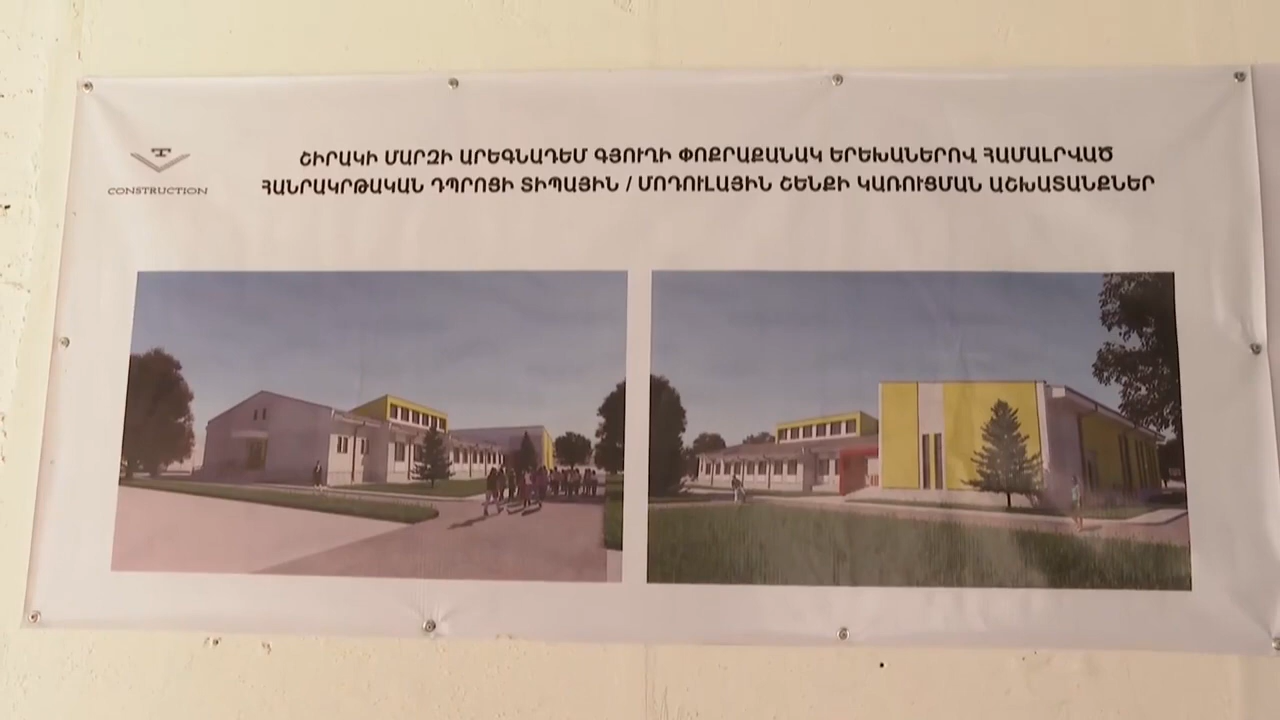 ՇԻՐԱԿԻ ՄԱՐԶԻ ԱՐԵԳՆԱԴԵՄ ԳՅՈՒՂԻ ՓՈՔՐԱՔԱՆԱԿ ԵՐԵԽԱՆԵՐՈՎ ՀԱՄԱԼՐՎԱԾ
ՀԱՆՐԱԿՐԹԱԿԱՆ ԴՊՐՈՑԻ ՏԻՊԱՅԻՆ / ՄՈԴՈՒԼԱՅԻՆ ՇԵՆՔԻ ԿԱՌՈՒՑՄԱՆ ԱՇԽԱՏԱՆՔՆԵՐ
CONSTRUCTION